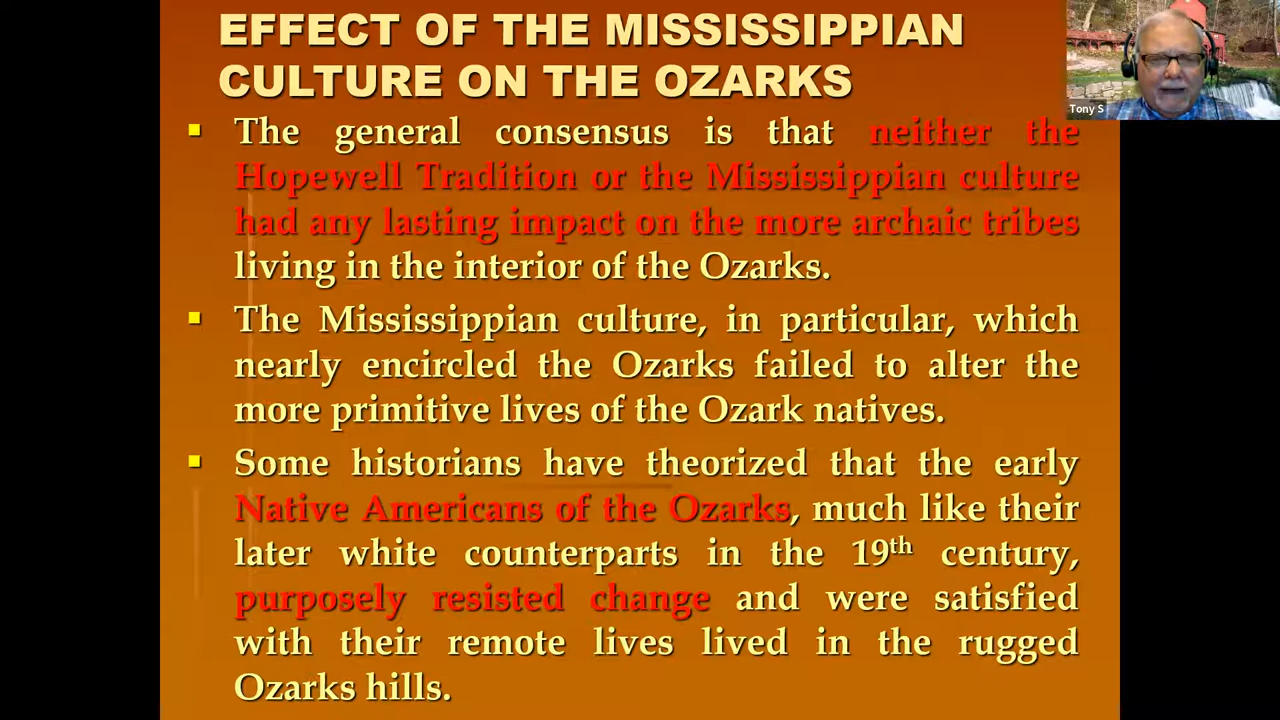 EFFECT OF THE MISSISSIPPIAN
CULTURE ON THE OZARKS
The general consensus is that neither the
Hopewell Tradition or the Mississippian culture
had any lasting impact on the more archaic tribes
living in the interior of the Ozarks.
The Mississippian culture, in particular, which
nearly encircled the Ozarks failed to alter the
more primitive lives of the Ozark natives.
Some historians have theorized that the early
Native Americans of the Ozarks, much like their
later white counterparts in the 19th century,
purposely resisted change and were satisfied
with their remote lives lived in the rugged
Ozarks hills.
Tony S